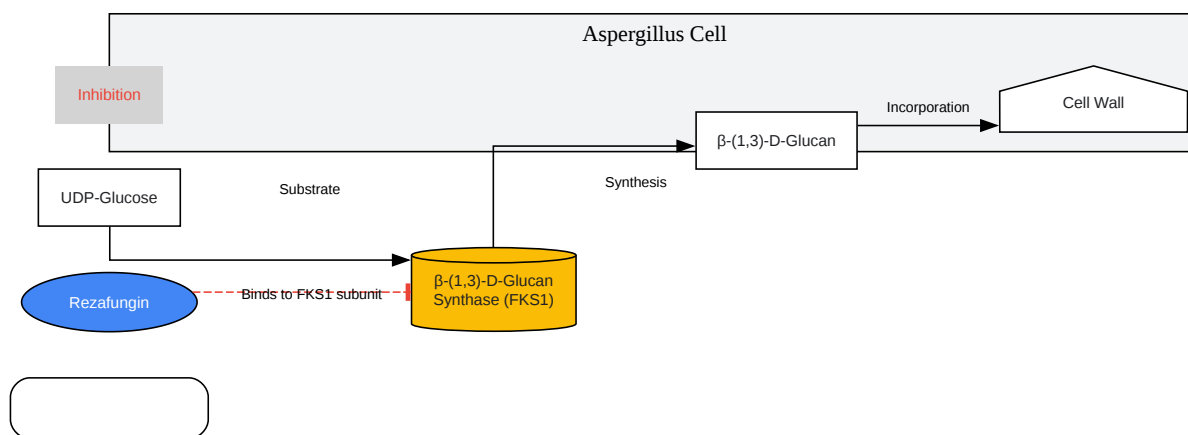 Aspergillus Cell
Inhibition
Cell Wall
Incorporation
β-(1,3)-D-Glucan
Synthesis
Substrate
UDP-Glucose
β-(1,3)-D-Glucan
Synthase (FKS1)
Binds to FKS1 subunit
Rezafungin